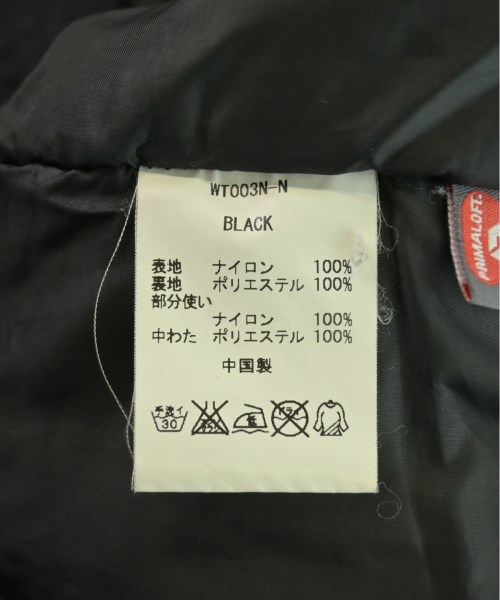 WT003N-N
BLACK
表地 ナイロン 100%
裏地 ポリエステル 100%
部分使い
ナイロン 100%
中わた ポリエステル 100%
中国製
手洗イ
30
低
PRIMALOFT